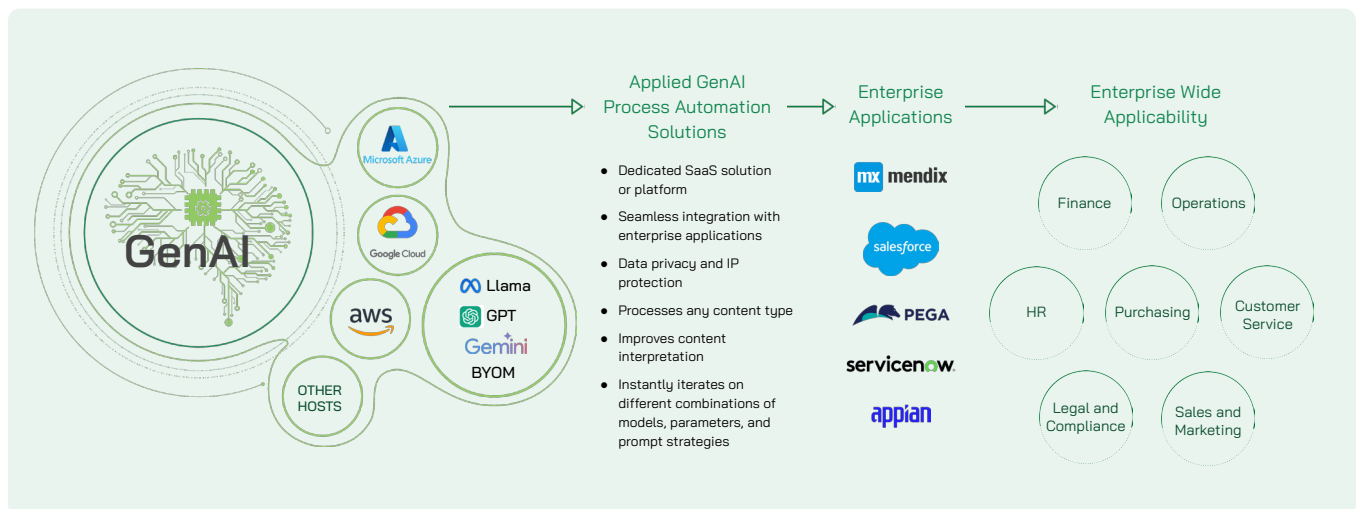 GenAI
Microsoft Azure
Google Cloud
aws
OTHER
HOSTS
Llama
GPT
Gemini
BYOM
Applied GenAI
Process Automation
Solutions
● Dedicated SaaS solution
or platform
● Seamless integration with
enterprise applications
● Data privacy and IP
protection
● Processes any content type
● Improves content
interpretation
● Instantly iterates on
different combinations of
models, parameters, and
prompt strategies
Enterprise
Applications
mx mendix
salesforce
PEGA
servicenow.
appian
Enterprise Wide
Applicability
Finance
Operations
HR
Purchasing
Customer
Service
Legal and
Compliance
Sales and
Marketing